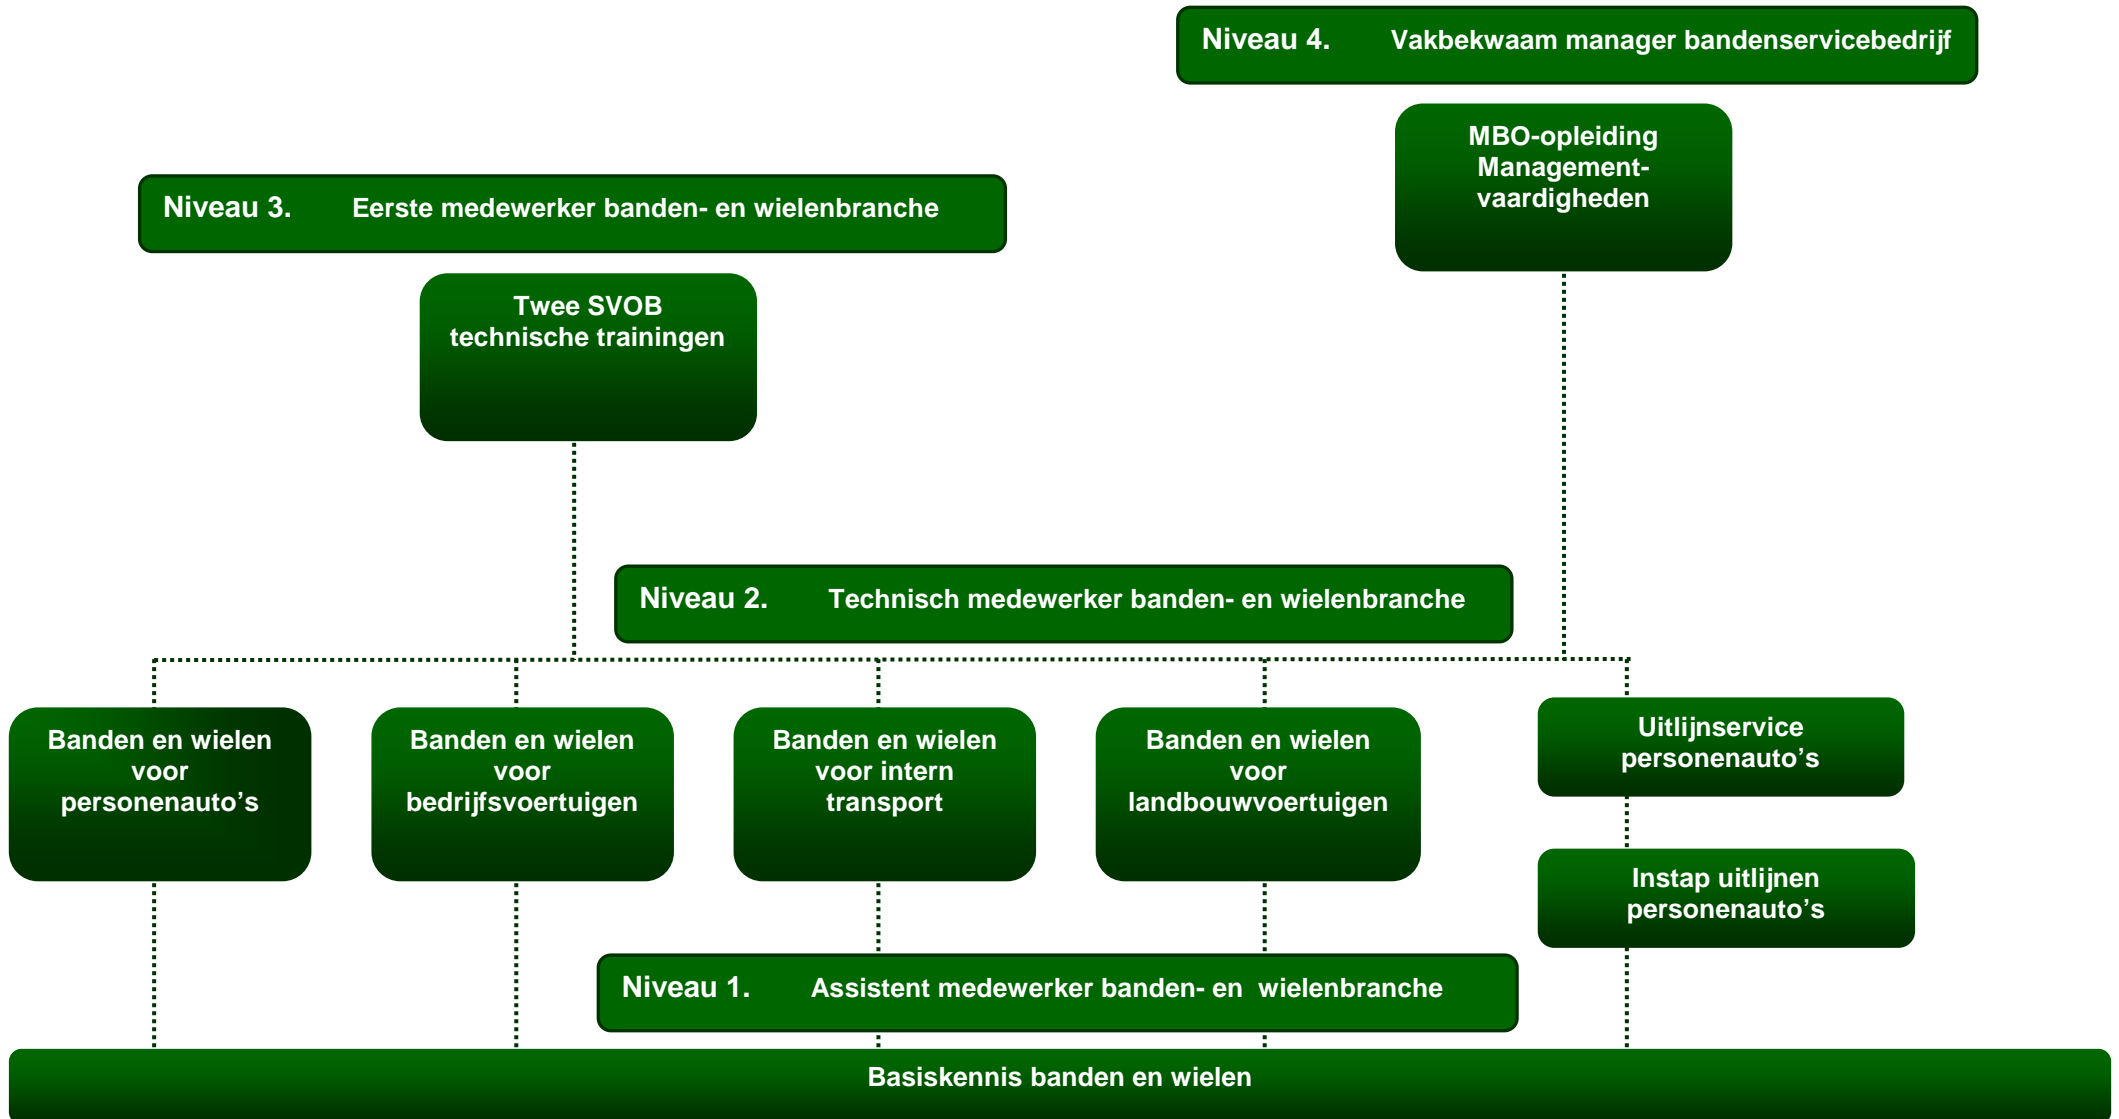 Niveau 4. Vakbekwaam manager bandenservicebedrijf
MBO-opleiding
Management-
vaardigheden
Niveau 3. Eerste medewerker banden- en wielenbranche
Twee SVOB
technische trainingen
Niveau 2. Technisch medewerker banden- en wielenbranche
Banden en wielen
voor
personenauto’s
Banden en wielen
voor
bedrijfsvoertuigen
Banden en wielen
voor intern
transport
Banden en wielen
voor
landbouwvoertuigen
Uitlijnservice
personenauto’s
Instap uitlijnen
personenauto’s
Niveau 1. Assistent medewerker banden- en wielenbranche
Basiskennis banden en wielen